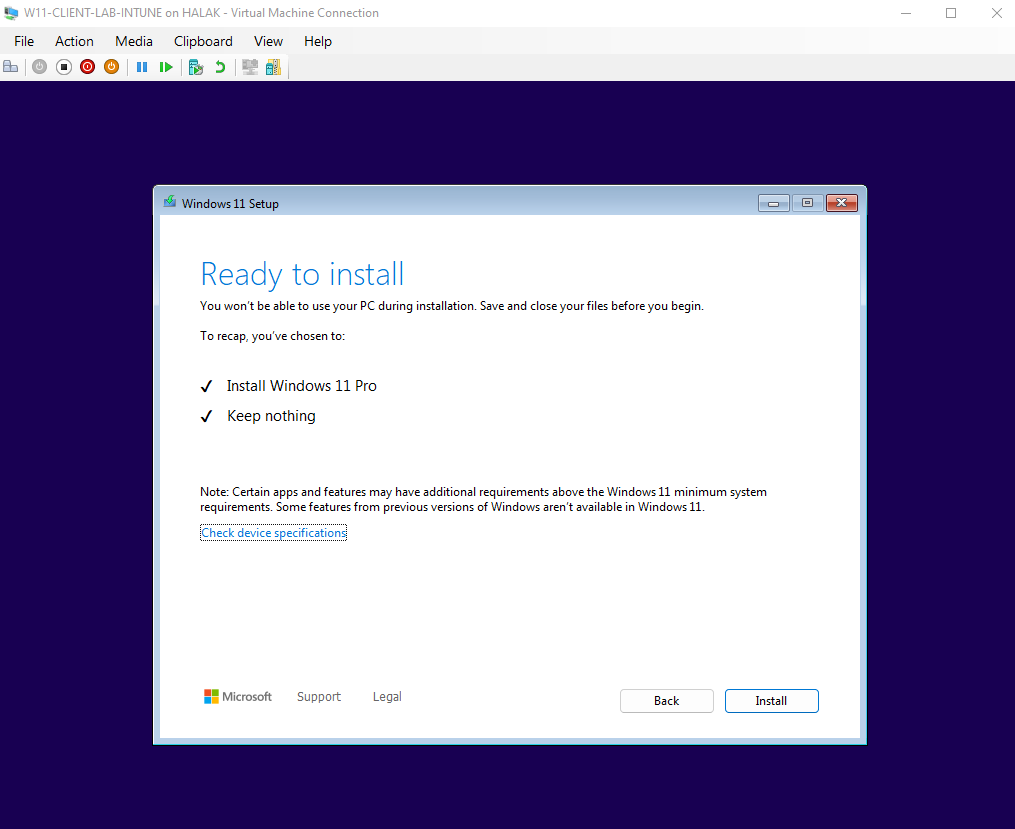 W11-CLIENT-LAB-INTUNE on HALAK - Virtual Machine Connection
File Action Media Clipboard View Help
Windows 11 Setup
Ready to install
You won't be able to use your PC during installation. Save and close your files before you begin.
To recap, you've chosen to:
✓ Install Windows 11 Pro
✓ Keep nothing
Note: Certain apps and features may have additional requirements above the Windows 11 minimum system
requirements. Some features from previous versions of Windows aren't available in Windows 11.
Check device specifications
Microsoft Support Legal Back Install